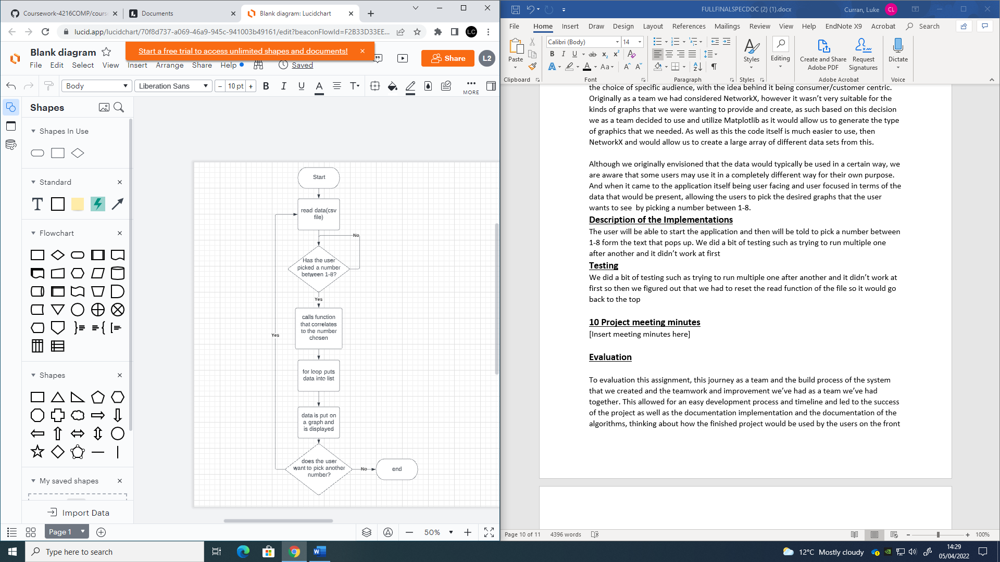 Coursework-4216COMP/cours
Documents
Blank diagram: Lucidchart
lucid.app/lucidchart/70f8d737-a069-46a9-945c-941003b49161/edit?beaconFlowId=F2B33D33EE...
LC
Blank diagram
Start a free trial to access unlimited shapes and documents!
Share
L2
File Edit Select View Insert Arrange Share Help
Saved
Body
Liberation Sans
10 pt
MORE
Shapes
Shapes In Use
Standard
Flowchart
Shapes
My saved shapes
Import Data
Start
read data(csv
file)
No
Has the user
picked a number
between 1-8?
Yes
calls function
that correlates
to the number
chosen
Yes
for loop puts
data into list
data is put on
a graph and
is displayed
does the user
want to pick another
number?
No
end
Page 1
50%
FULLFINALSPECDOC (2) (1).docx
Curran, Luke
CL
File Home Insert Draw Design Layout References Mailings Review View Help EndNote X9 Acrobat Search
Paste
Calibri (Body)
14
Styles
Editing
Create and Share
Adobe PDF
Request
Signatures
Dictate
Clipboard
Font
Paragraph
Styles
Adobe Acrobat
Voice
the choice of specific audience, with the idea behind it being consumer/customer centric.
Originally as a team we had considered NetworkX, however it wasn’t very suitable for the
kinds of graphs that we were wanting to provide and create, as such based on this decision
we as a team decided to use and utilize Matplotlib as it would allow us to generate the type
of graphics that we needed. As well as this the code itself is much easier to use, then
NetworkX and would allow us to create a large array of different data sets from this.
Although we originally envisioned that the data would typically be used in a certain way, we
are aware that some users may use it in a completely different way for their own purpose.
And when it came to the application itself being user facing and user focused in terms of the
data that would be present, allowing the users to pick the desired graphs that the user
wants to see  by picking a number between 1-8.
Description of the Implementations
The user will be able to start the application and then will be told to pick a number between
1-8 form the text that pops up. We did a bit of testing such as trying to run multiple one
after another and it didn’t work at first
Testing
We did a bit of testing such as trying to run multiple one after another and it didn’t work at
first so then we figured out that we had to reset the read function of the file so it would go
back to the top
10 Project meeting minutes
[Insert meeting minutes here]
Evaluation
To evaluation this assignment, this journey as a team and the build process of the system
that we created and the teamwork and improvement we’ve had as a team we’ve had
together. This allowed for an easy development process and timeline and led to the success
of the project as well as the documentation implementation and the documentation of the
algorithms, thinking about how the finished project would be used by the users on the front
Page 10 of 11
4396 words
100%
Type here to search
12°C Mostly cloudy
14:29
05/04/2022